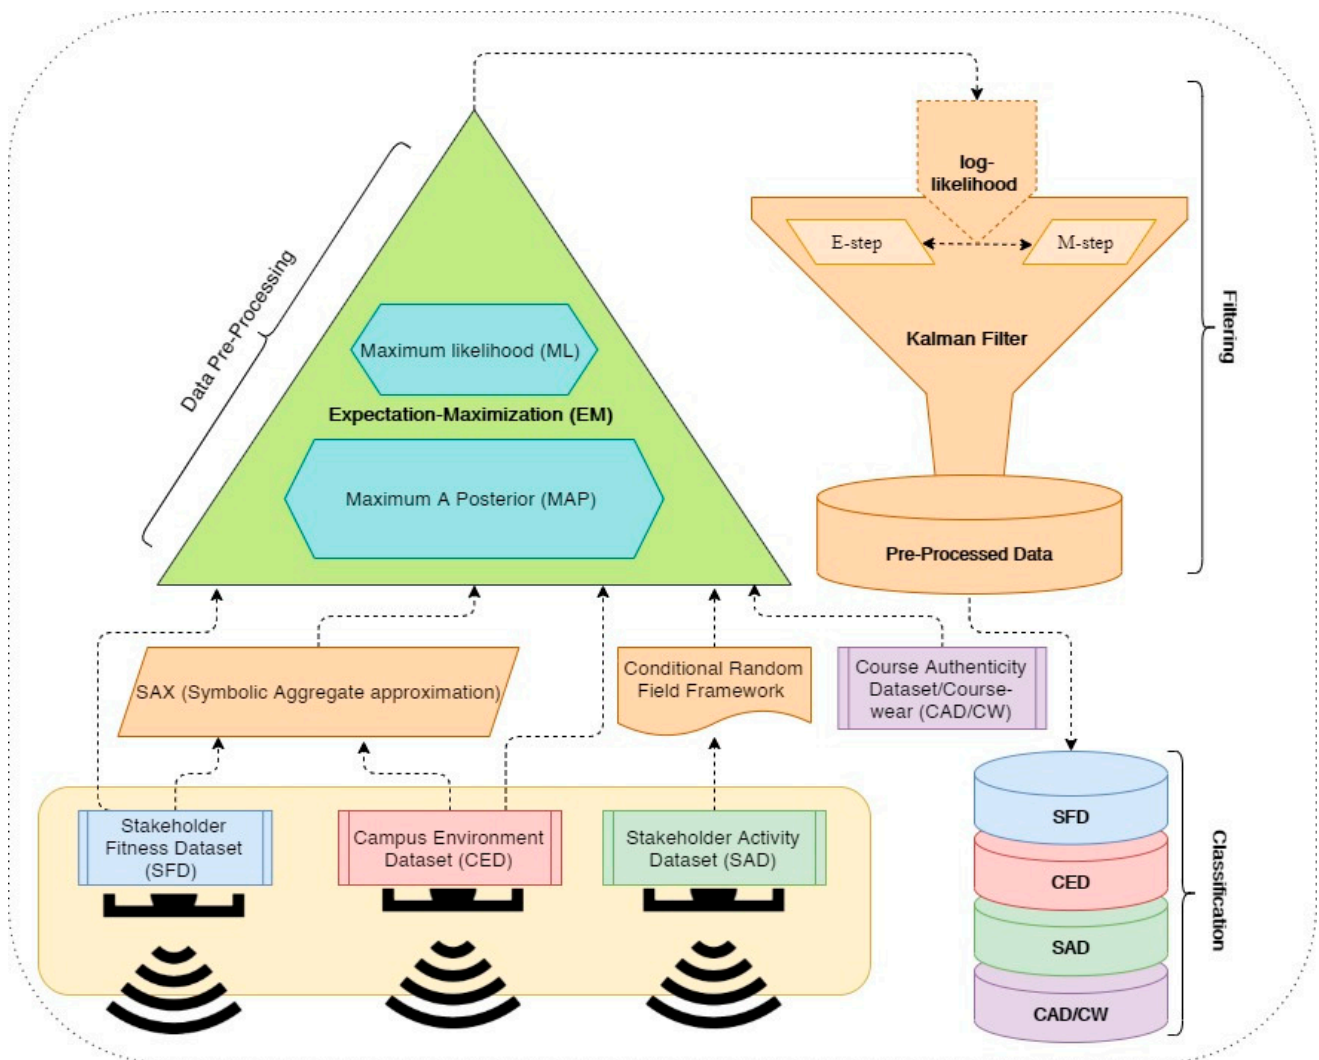 log-
likelihood
E-step
M-step
Kalman Filter
Filtering
Data Pre-Processing
Maximum likelihood (ML)
Expectation-Maximization (EM)
Maximum A Posterior (MAP)
Pre-Processed Data
SAX (Symbolic Aggregate approximation)
Conditional Random
Field Framework
Course Authenticity
Dataset/Course-
wear (CAD/CW)
Stakeholder
Fitness Dataset
(SFD)
Campus Environment
Dataset (CED)
Stakeholder Activity
Dataset (SAD)
SFD
CED
SAD
CAD/CW
Classification